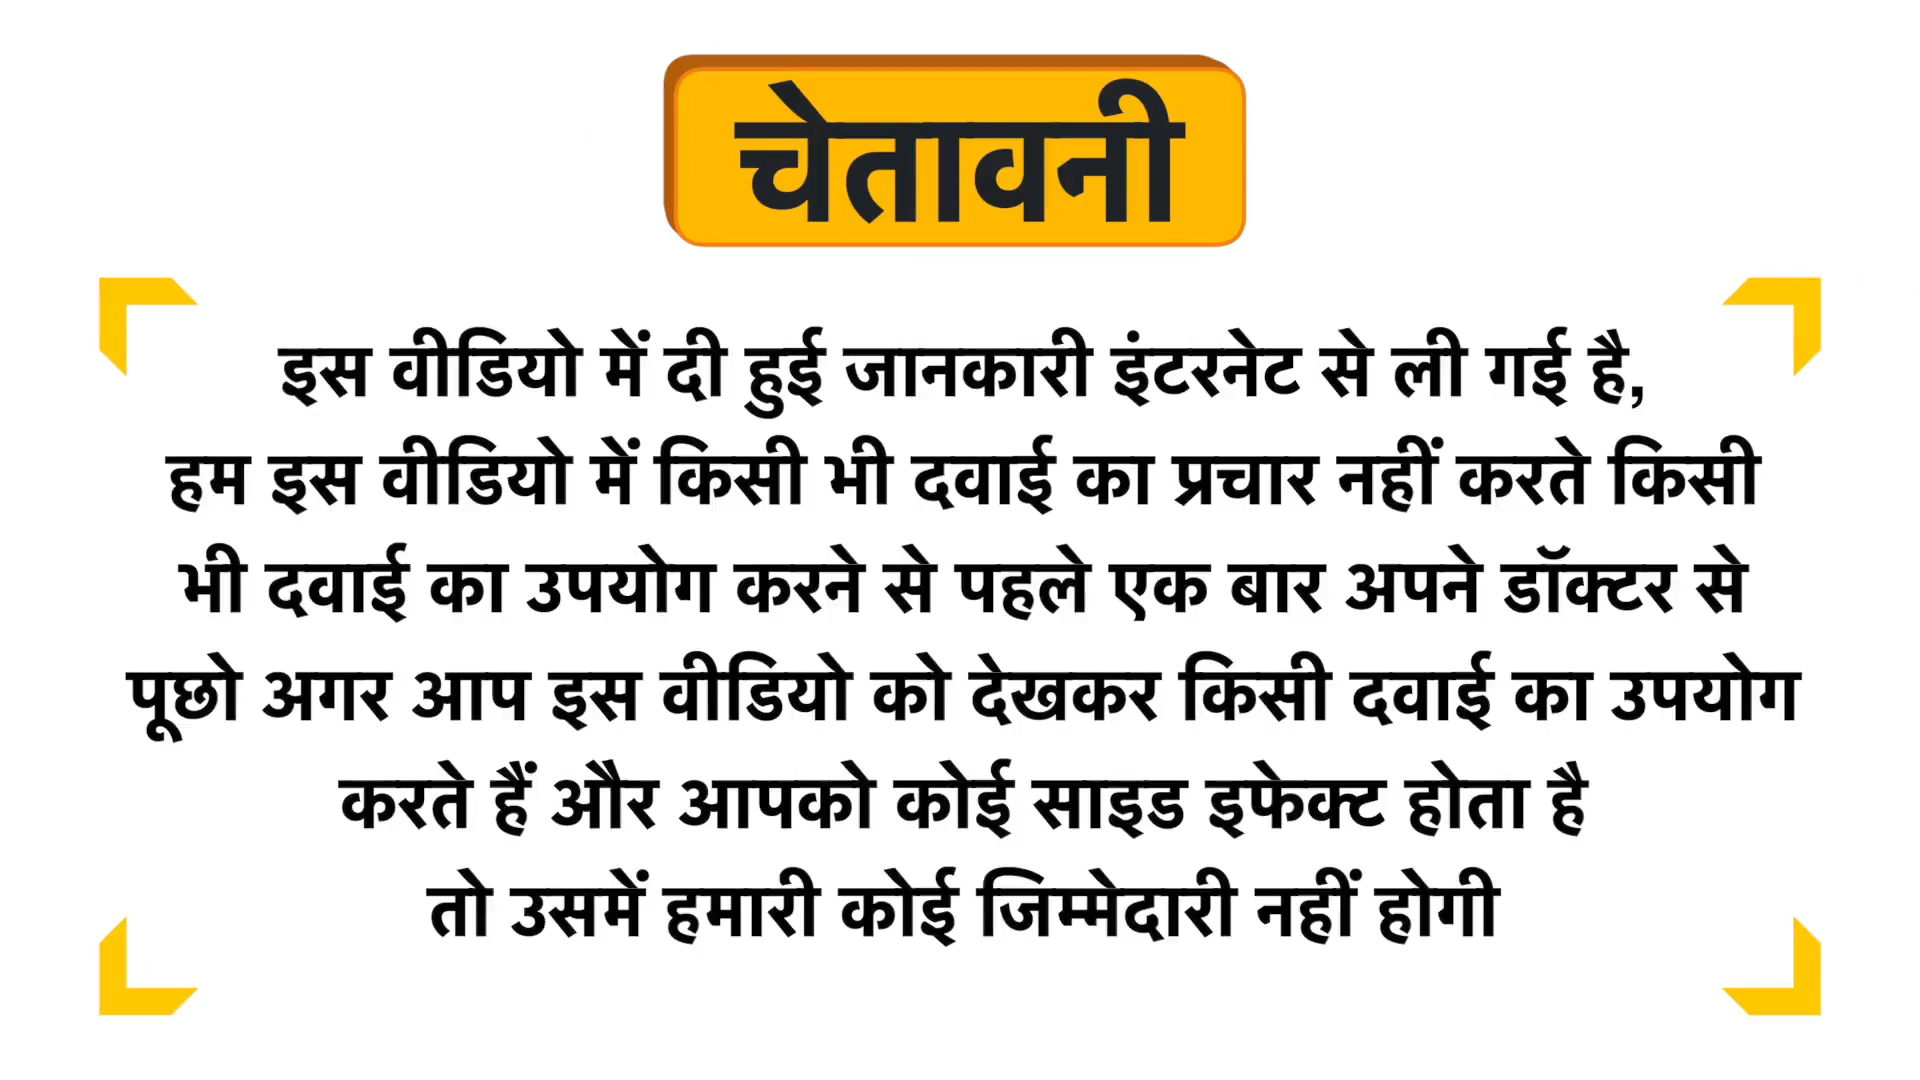 चेतावनी
इस वीडियो में दी हुई जानकारी इंटरनेट से ली गई है,
हम इस वीडियो में किसी भी दवाई का प्रचार नहीं करते किसी
भी दवाई का उपयोग करने से पहले एक बार अपने डॉक्टर से
पूछो अगर आप इस वीडियो को देखकर किसी दवाई का उपयोग
करते हैं और आपको कोई साइड इफेक्ट होता है
तो उसमें हमारी कोई जिम्मेदारी नहीं होगी